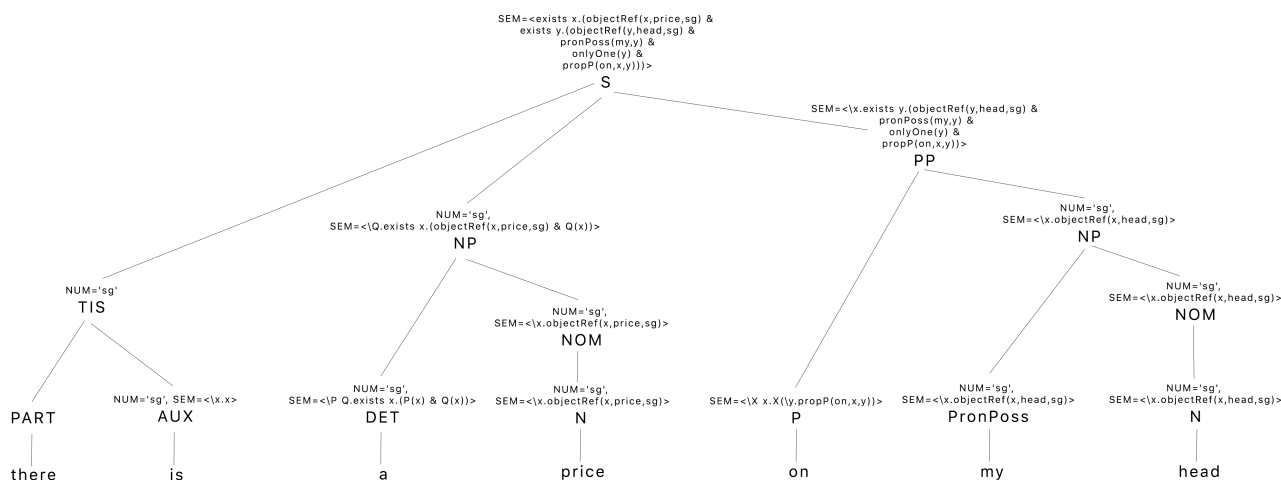 SEM=<exists x.(objectRef(x,price,sg) &
exists y.(objectRef(y,head,sg) &
pronPoss(my,y) &
onlyOne(y) &
propP(on,x,y)))>
S
SEM=<\x.exists y.(objectRef(y,head,sg) &
pronPoss(my,y) &
onlyOne(y) &
propP(on,x,y))>
PP
NUM='sg',
SEM=<\Q.exists x.(objectRef(x,price,sg) & Q(x))>
NP
NUM='sg',
SEM=<\x.objectRef(x,head,sg)>
NP
NUM='sg'
TIS
NUM='sg',
SEM=<\x.objectRef(x,price,sg)>
NOM
NUM='sg',
SEM=<\x.objectRef(x,head,sg)>
NOM
PART
NUM='sg', SEM=<\x.x>
AUX
NUM='sg',
SEM=<\P Q.exists x.(P(x) & Q(x))>
DET
NUM='sg',
SEM=<\x.objectRef(x,price,sg)>
N
SEM=<\X x.X(\y.propP(on,x,y))>
P
NUM='sg',
SEM=<\x.objectRef(x,head,sg)>
PronPoss
NUM='sg',
SEM=<\x.objectRef(x,head,sg)>
N
there is a price on my head